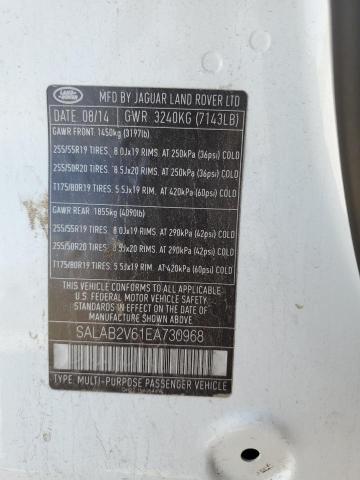 LAND ROVER
MFD BY JAGUAR LAND ROVER LTD
DATE 08/14 GWR 3240KG (7143LB)
GAWR FRONT 1450kg (3197lb)
255/55R19 TIRES, 8.0Jx19 RIMS. AT 250kPa (36psi) COLD
255/50R20 TIRES, 8.5Jx20 RIMS. AT 250kPa (36psi) COLD
T175/80R19 TIRES, 5.5Jx19 RIM, AT 420kPa (60psi) COLD
GAWR REAR 1855kg (4090lb)
255/55R19 TIRES, 8.0Jx19 RIMS. AT 290kPa (42psi) COLD
255/50R20 TIRES, 8.5Jx20 RIMS. AT 290kPa (42psi) COLD
T175/80R19 TIRES, 5.5Jx19 RIM, AT 420kPa (60psi) COLD
THIS VEHICLE CONFORMS TO ALL APPLICABLE
U.S. FEDERAL MOTOR VEHICLE SAFETY
STANDARDS IN EFFECT ON THE DATE OF
MANUFACTURE SHOWN ABOVE
SALAB2V61EA730968
TYPE: MULTI-PURPOSE PASSENGER VEHICLE